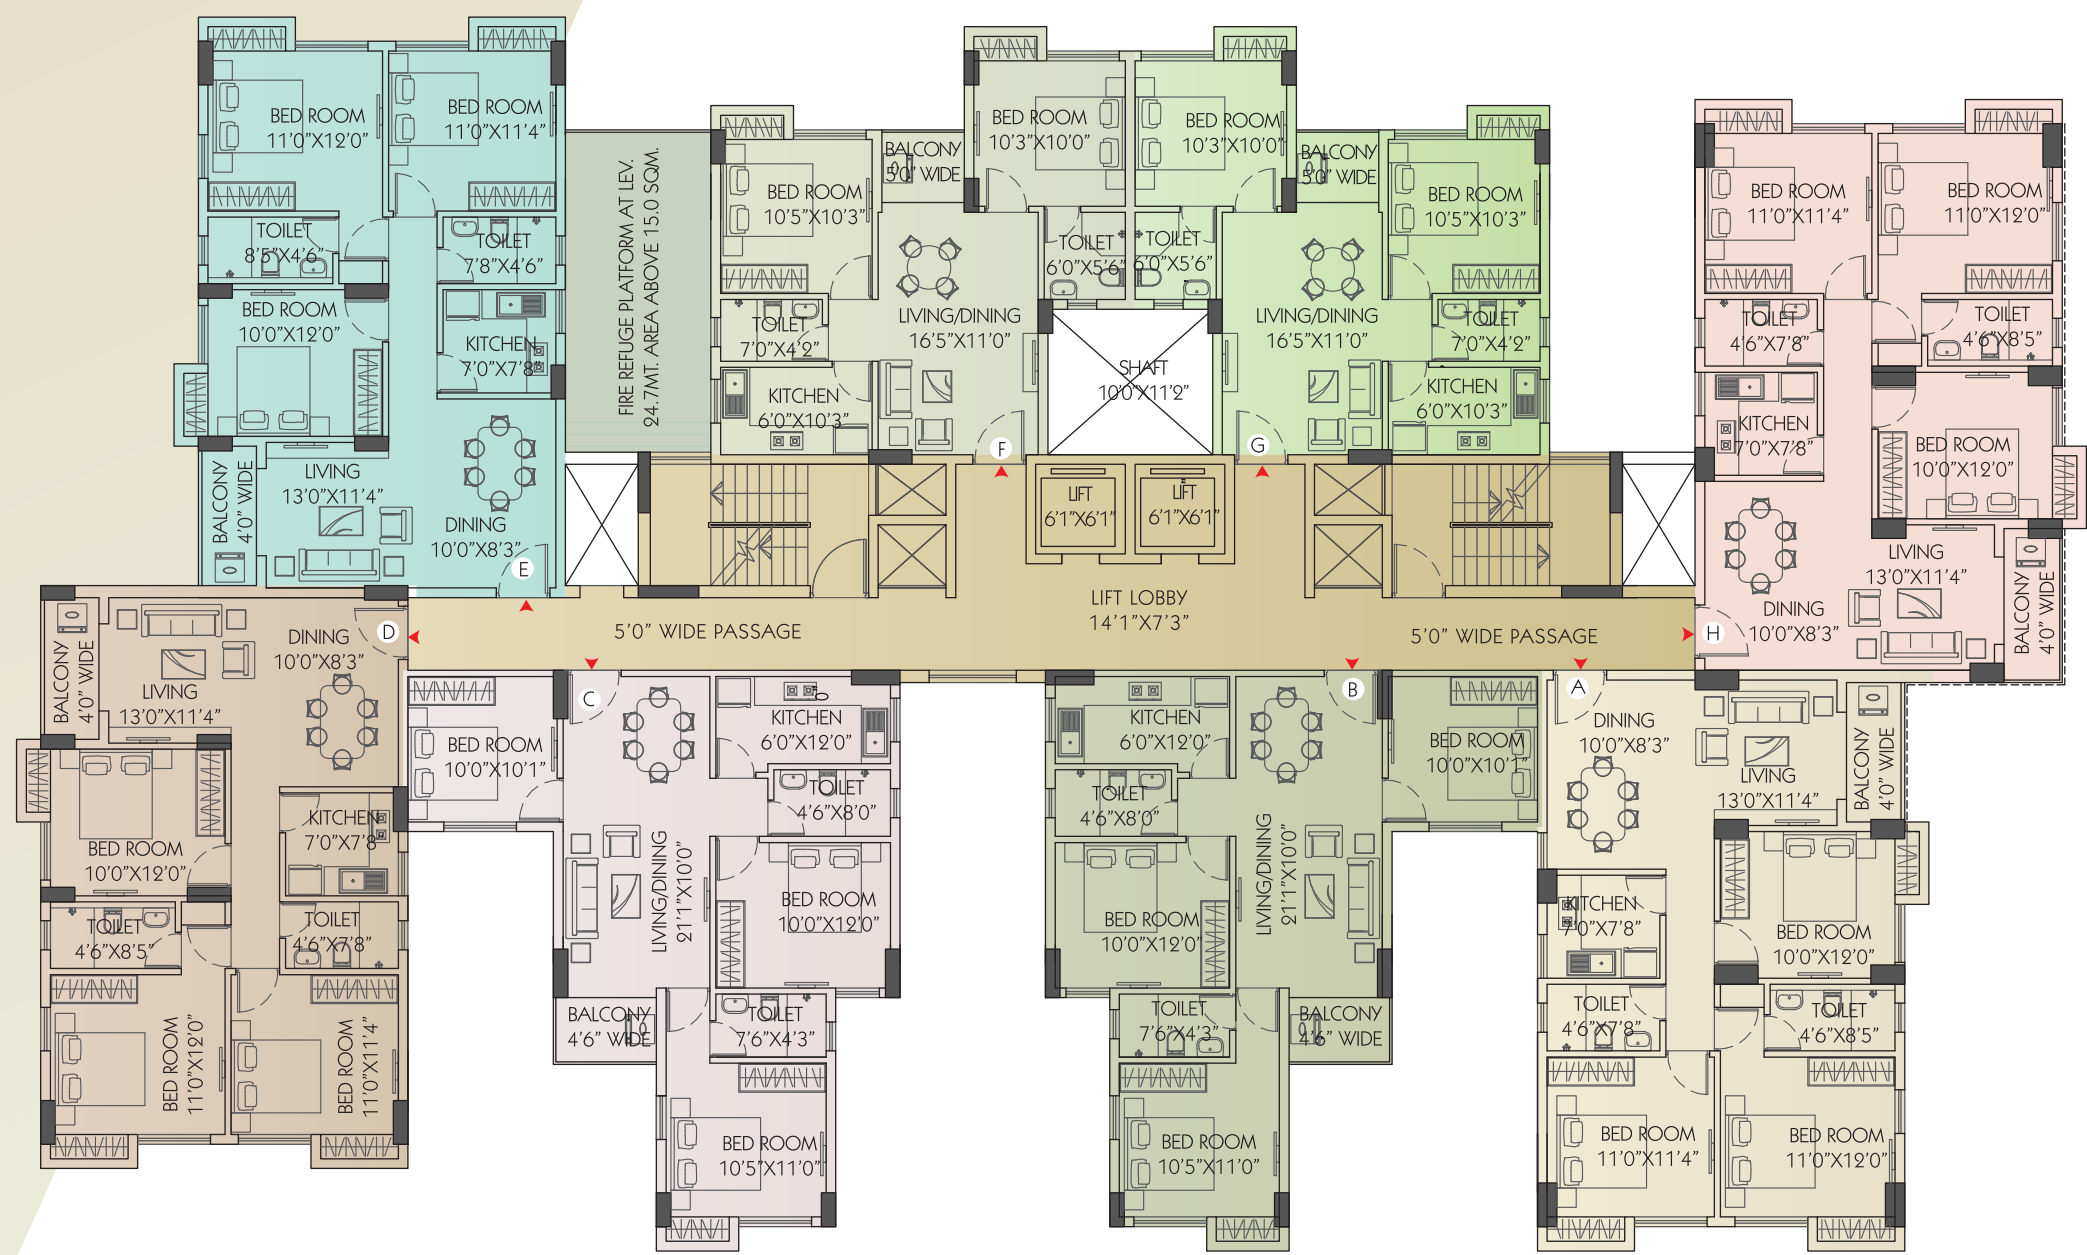 BED ROOM
11'0"X12'0"
BED ROOM
11'0"X11'4"
TOILET
8'5"X4'6"
TOILET
7'8"X4'6"
BED ROOM
10'0"X12'0"
KITCHEN
7'0"X7'8"
LIVING
13'0"X11'4"
DINING
10'0"X8'3"
BALCONY
4'0" WIDE
E
FIRE REFUGE PLATFORM AT LEV.
24.7MT. AREA ABOVE 15.0 SQM.
BED ROOM
10'5"X10'3"
BALCONY
5'0" WIDE
BED ROOM
10'3"X10'0"
TOILET
6'0"X5'6"
LIVING/DINING
16'5"X11'0"
TOILET
7'0"X4'2"
KITCHEN
6'0"X10'3"
F
BED ROOM
10'3"X10'0"
BALCONY
5'0" WIDE
BED ROOM
10'5"X10'3"
TOILET
6'0"X5'6"
LIVING/DINING
16'5"X11'0"
TOILET
7'0"X4'2"
KITCHEN
6'0"X10'3"
G
SHAFT
10'0"X11'2"
LIFT
6'1"X6'1"
LIFT
6'1"X6'1"
LIFT LOBBY
14'1"X7'3"
5'0" WIDE PASSAGE
5'0" WIDE PASSAGE
BED ROOM
11'0"X11'4"
BED ROOM
11'0"X12'0"
TOILET
4'6"X7'8"
TOILET
4'6"X8'5"
KITCHEN
7'0"X7'8"
BED ROOM
10'0"X12'0"
LIVING
13'0"X11'4"
DINING
10'0"X8'3"
BALCONY
4'0" WIDE
H
D
DINING
10'0"X8'3"
LIVING
13'0"X11'4"
BALCONY
4'0" WIDE
BED ROOM
10'0"X12'0"
KITCHEN
7'0"X7'8
TOILET
4'6"X8'5"
TOILET
4'6"X7'8"
BED ROOM
11'0"X12'0"
BED ROOM
11'0"X11'4"
C
BED ROOM
10'0"X10'1"
KITCHEN
6'0"X12'0"
TOILET
4'6"X8'0"
LIVING/DINING
21'1"X10'0"
BED ROOM
10'0"X12'0"
BALCONY
4'6" WIDE
TOILET
7'6"X4'3"
BED ROOM
10'5"X11'0"
B
KITCHEN
6'0"X12'0"
BED ROOM
10'0"X10'1"
TOILET
4'6"X8'0"
LIVING/DINING
21'1"X10'0"
BED ROOM
10'0"X12'0"
TOILET
7'6"X4'3"
BALCONY
4'6" WIDE
BED ROOM
10'5"X11'0"
A
DINING
10'0"X8'3"
LIVING
13'0"X11'4"
BALCONY
4'0" WIDE
KITCHEN
7'0"X7'8"
BED ROOM
10'0"X12'0"
TOILET
4'6"X7'8"
TOILET
4'6"X8'5"
BED ROOM
11'0"X11'4"
BED ROOM
11'0"X12'0"